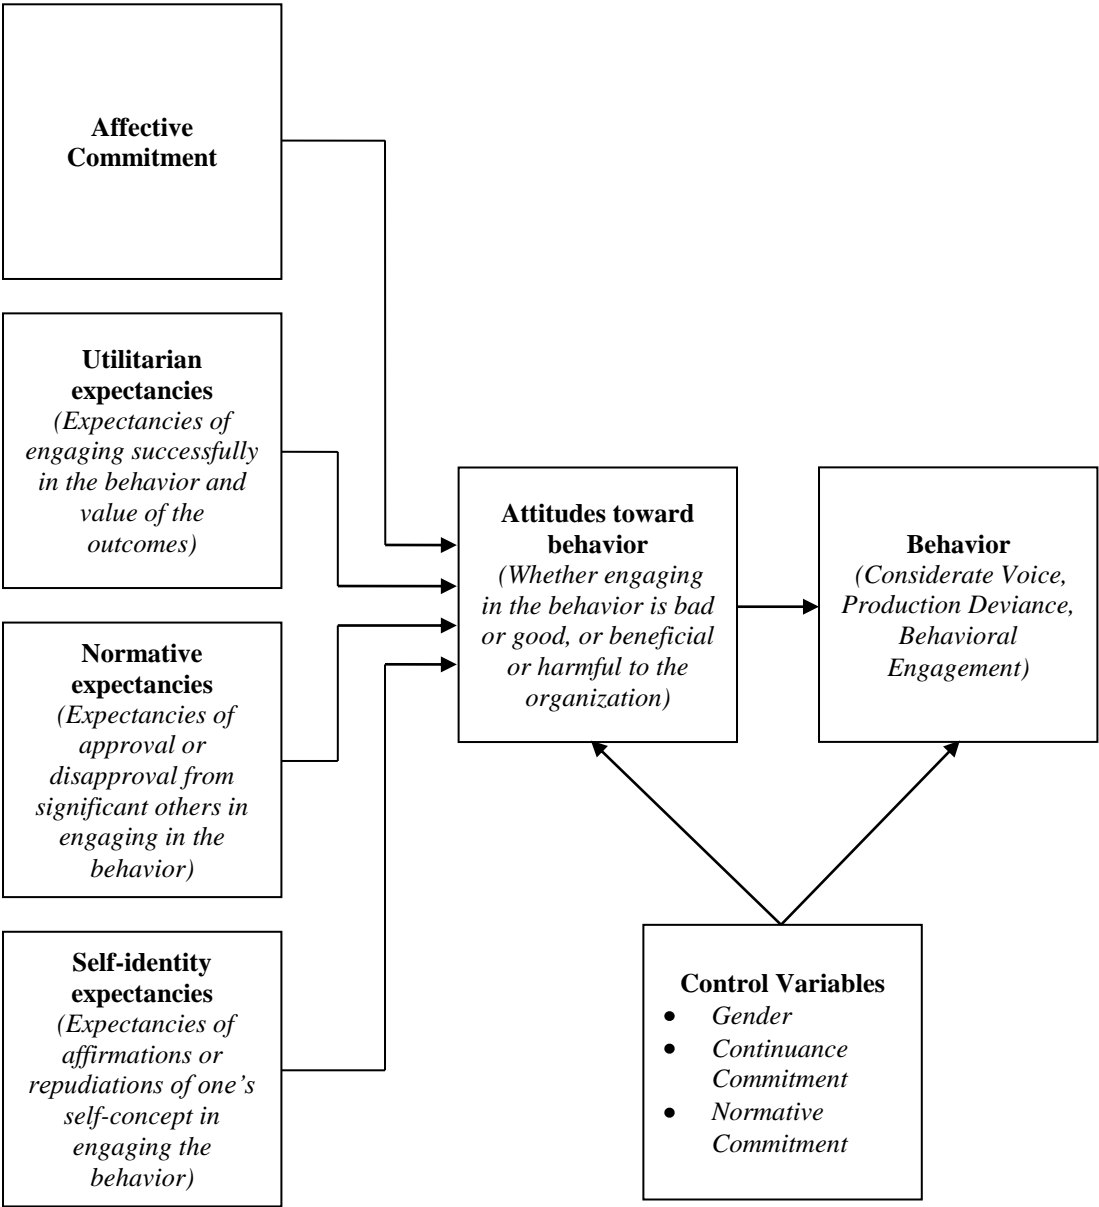 Affective
Commitment
Utilitarian
expectancies
(Expectancies of
engaging successfully
in the behavior and
value of the
outcomes)
Normative
expectancies
(Expectancies of
approval or
disapproval from
significant others in
engaging in the
behavior)
Self-identity
expectancies
(Expectancies of
affirmations or
repudiations of one’s
self-concept in
engaging the
behavior)
Attitudes toward
behavior
(Whether engaging
in the behavior is bad
or good, or beneficial
or harmful to the
organization)
Behavior
(Considerate Voice,
Production Deviance,
Behavioral
Engagement)
Control Variables
• Gender
• Continuance
Commitment
• Normative
Commitment